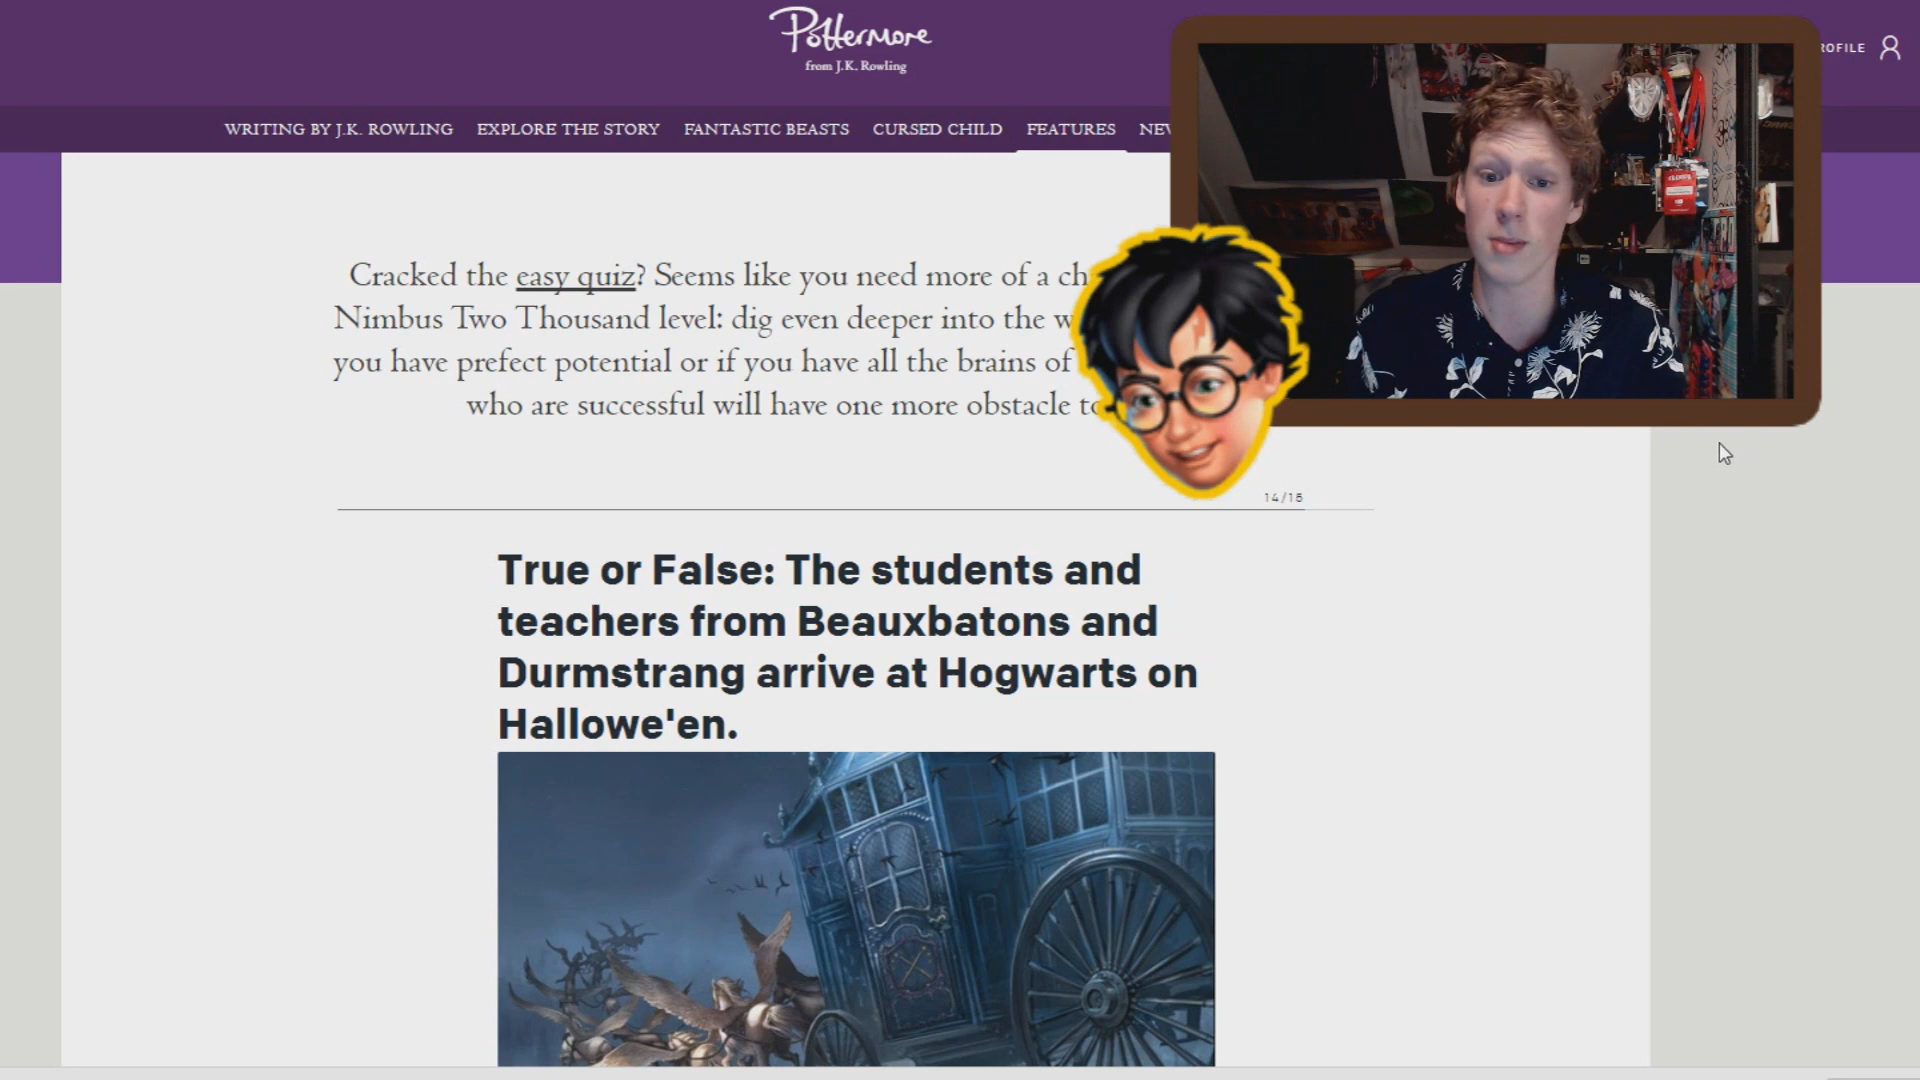 Pottermore
from J.K. Rowling
ROFILE
WRITING BY J.K. ROWLING EXPLORE THE STORY FANTASTIC BEASTS CURSED CHILD FEATURES NEW
Cracked the easy quiz? Seems like you need more of a ch
Nimbus Two Thousand level: dig even deeper into the w
you have prefect potential or if you have all the brains of
who are successful will have one more obstacle to
14/15
True or False: The students and
teachers from Beauxbatons and
Durmstrang arrive at Hogwarts on
Hallowe'en.